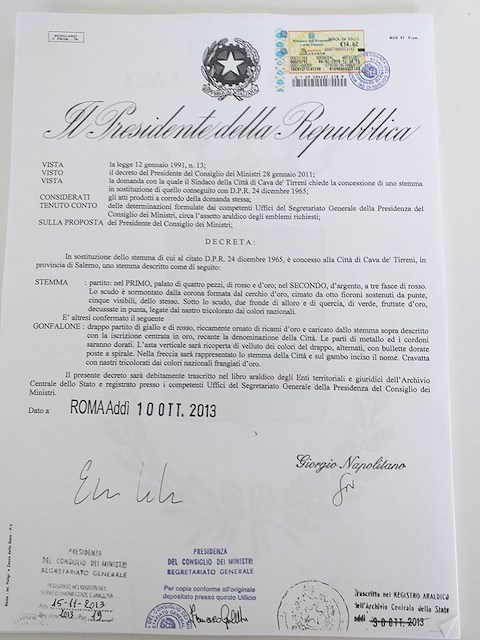 MODULARIO
MOD 47 Pres.
MARCA DA BOLLO
€14,62
REPUBBLICA ITALIANA
Il Presidente della Repubblica
VISTA la legge 12 gennaio 1991, n. 13;
VISTO il decreto del Presidente del Consiglio dei Ministri 28 gennaio 2011;
VISTA la domanda con la quale il Sindaco della Città di Cava de' Tirreni chiede la concessione di uno stemma
in sostituzione di quello conseguito con D.P.R. 24 dicembre 1965;
CONSIDERATI gli atti prodotti a corredo della domanda stessa;
TENUTO CONTO delle determinazioni formulate dai competenti Uffici del Segretariato Generale della Presidenza del
Consiglio dei Ministri, circa l'assetto araldico degli emblemi richiesti;
SULLA PROPOSTA del Presidente del Consiglio dei Ministri;
DECRETA:
In sostituzione dello stemma di cui al citato D.P.R. 24 dicembre 1965, è concesso alla Città di Cava de' Tirreni, in
provincia di Salerno, uno stemma descritto come di seguito:
STEMMA : partito: nel PRIMO, palato di quattro pezzi, di rosso e d'oro; nel SECONDO, d'argento, a tre fasce di rosso.
Lo scudo è sormontato dalla corona formata dal cerchio d'oro, cimato da otto fioroni sostenuti da punte,
cinque visibili, dello stesso. Sotto lo scudo, due fronde di alloro e di quercia, di verde, fruttate d'oro,
decussate in punta, legate dal nastro tricolorato dai colori nazionali.
E' altresì confermato il seguente
GONFALONE : drappo partito di giallo e di rosso, riccamente ornato di ricami d'oro e caricato dallo stemma sopra descritto
con la iscrizione centrata in oro, recante la denominazione della Città. Le parti di metallo ed i cordoni
saranno dorati. L'asta verticale sarà ricoperta di velluto dei colori del drappo, alternati, con bullette dorate
poste a spirale. Nella freccia sarà rappresentato lo stemma della Città e sul gambo inciso il nome. Cravatta
con nastri tricolorati dai colori nazionali frangiati d'oro.
Il presente decreto sarà debitamente trascritto nel libro araldico degli Enti territoriali e giuridici dell'Archivio
Centrale dello Stato e registrato presso i competenti Uffici del Segretariato Generale della Presidenza del Consiglio dei
Ministri.
Dato a ROMA Addì 10 OTT. 2013
Giorgio Napolitano
PRESIDENZA
DEL CONSIGLIO DEI MINISTRI
SEGRETARIATO GENERALE
15-11-2013
PRESIDENZA
DEL CONSIGLIO DEI MINISTRI
SEGRETARIATO GENERALE
Per copia conforme all'originale
depositato presso questo Ufficio
Trascritto nel REGISTRO ARALDICO
dell'Archivio Centrale dello Stato
30 OTT. 2013